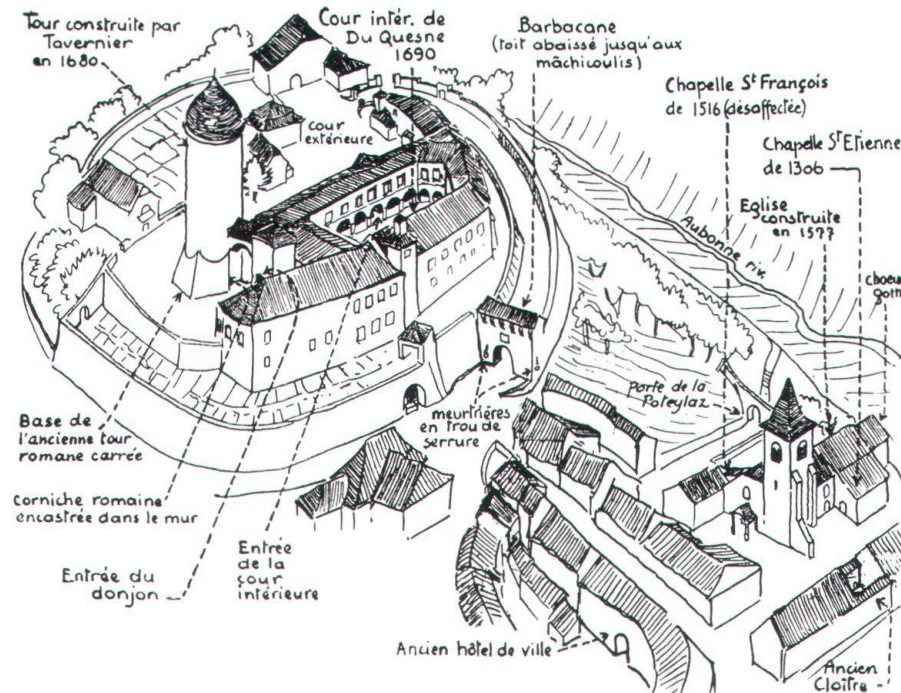 Tour construite par
Tavernier
en 1680
Cour intér. de
Du Quesne
1690
Barbacane
(toit abaissé jusqu'aux
mâchicoulis)
Chapelle St François
de 1516 (désaffectée)
Chapelle St Etienne
de 1306
Eglise
construite
en 1577
Choeur
goth
cour
extérieure
Aubonne riv.
Porte de la
Poteylaz
meurtrières
en trou de
serrure
Base de
l'ancienne tour
romane carrée
Corniche romaine
encastrée dans le mur
Entrée du
donjon
Entrée
de la
cour
intérieure
Ancien hôtel de ville
Ancien
Cloître